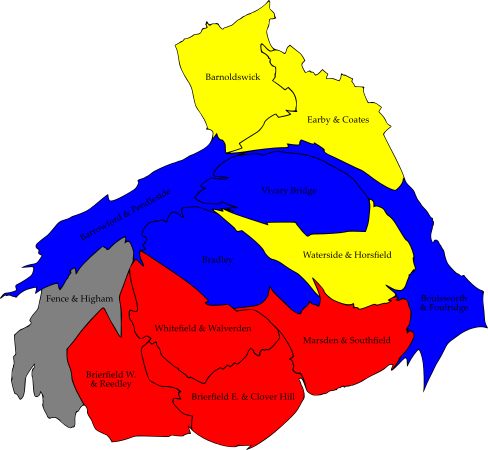 Barnoldswick
Earby & Coates
Vivary Bridge
Barrowford & Pendleside
Waterside & Horsfield
Bradley
Fence & Higham
Boulsworth
& Foulridge
Whitefield & Walverden
Marsden & Southfield
Brierfield W.
& Reedley
Brierfield E. & Clover Hill